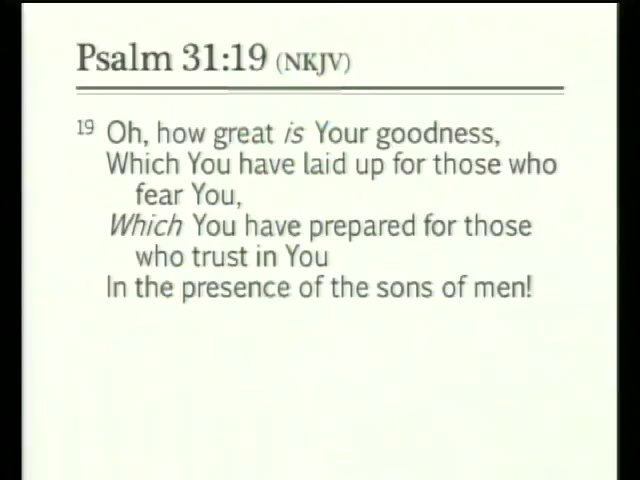 Psalm 31:19 (NKJV)
19 Oh, how great is Your goodness,
Which You have laid up for those who
fear You,
Which You have prepared for those
who trust in You
In the presence of the sons of men!